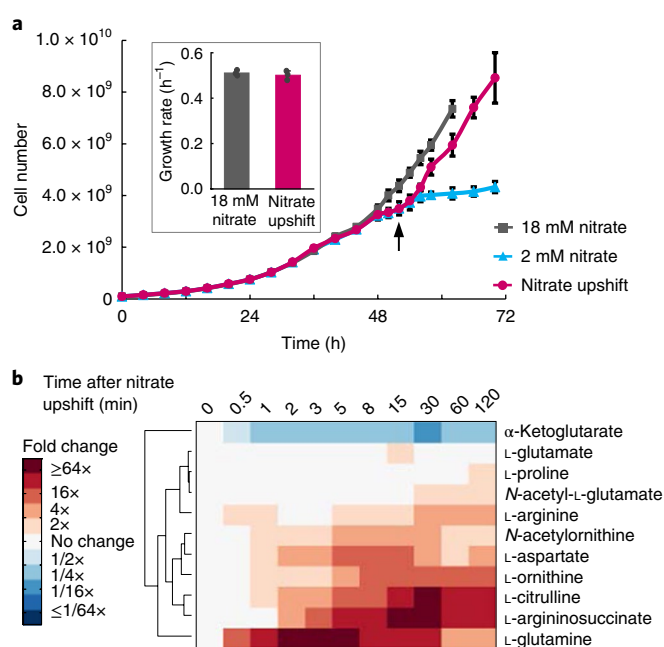 a
1.0 × 10¹⁰
8.0 × 10⁹
6.0 × 10⁹
4.0 × 10⁹
2.0 × 10⁹
0
Cell number
0 24 48 72
Time (h)
Growth rate (h⁻¹)
0.6
0.4
0.2
0.0
18 mM
nitrate
Nitrate
upshift
18 mM nitrate
2 mM nitrate
Nitrate upshift
b
Time after nitrate
upshift (min)
0 0.5 1 2 3 5 8 15 30 60 120
Fold change
≥64×
16×
4×
2×
No change
1/2×
1/4×
1/16×
≤1/64×
α-Ketoglutarate
L-glutamate
L-proline
N-acetyl-L-glutamate
L-arginine
N-acetylornithine
L-aspartate
L-ornithine
L-citrulline
L-argininosuccinate
L-glutamine